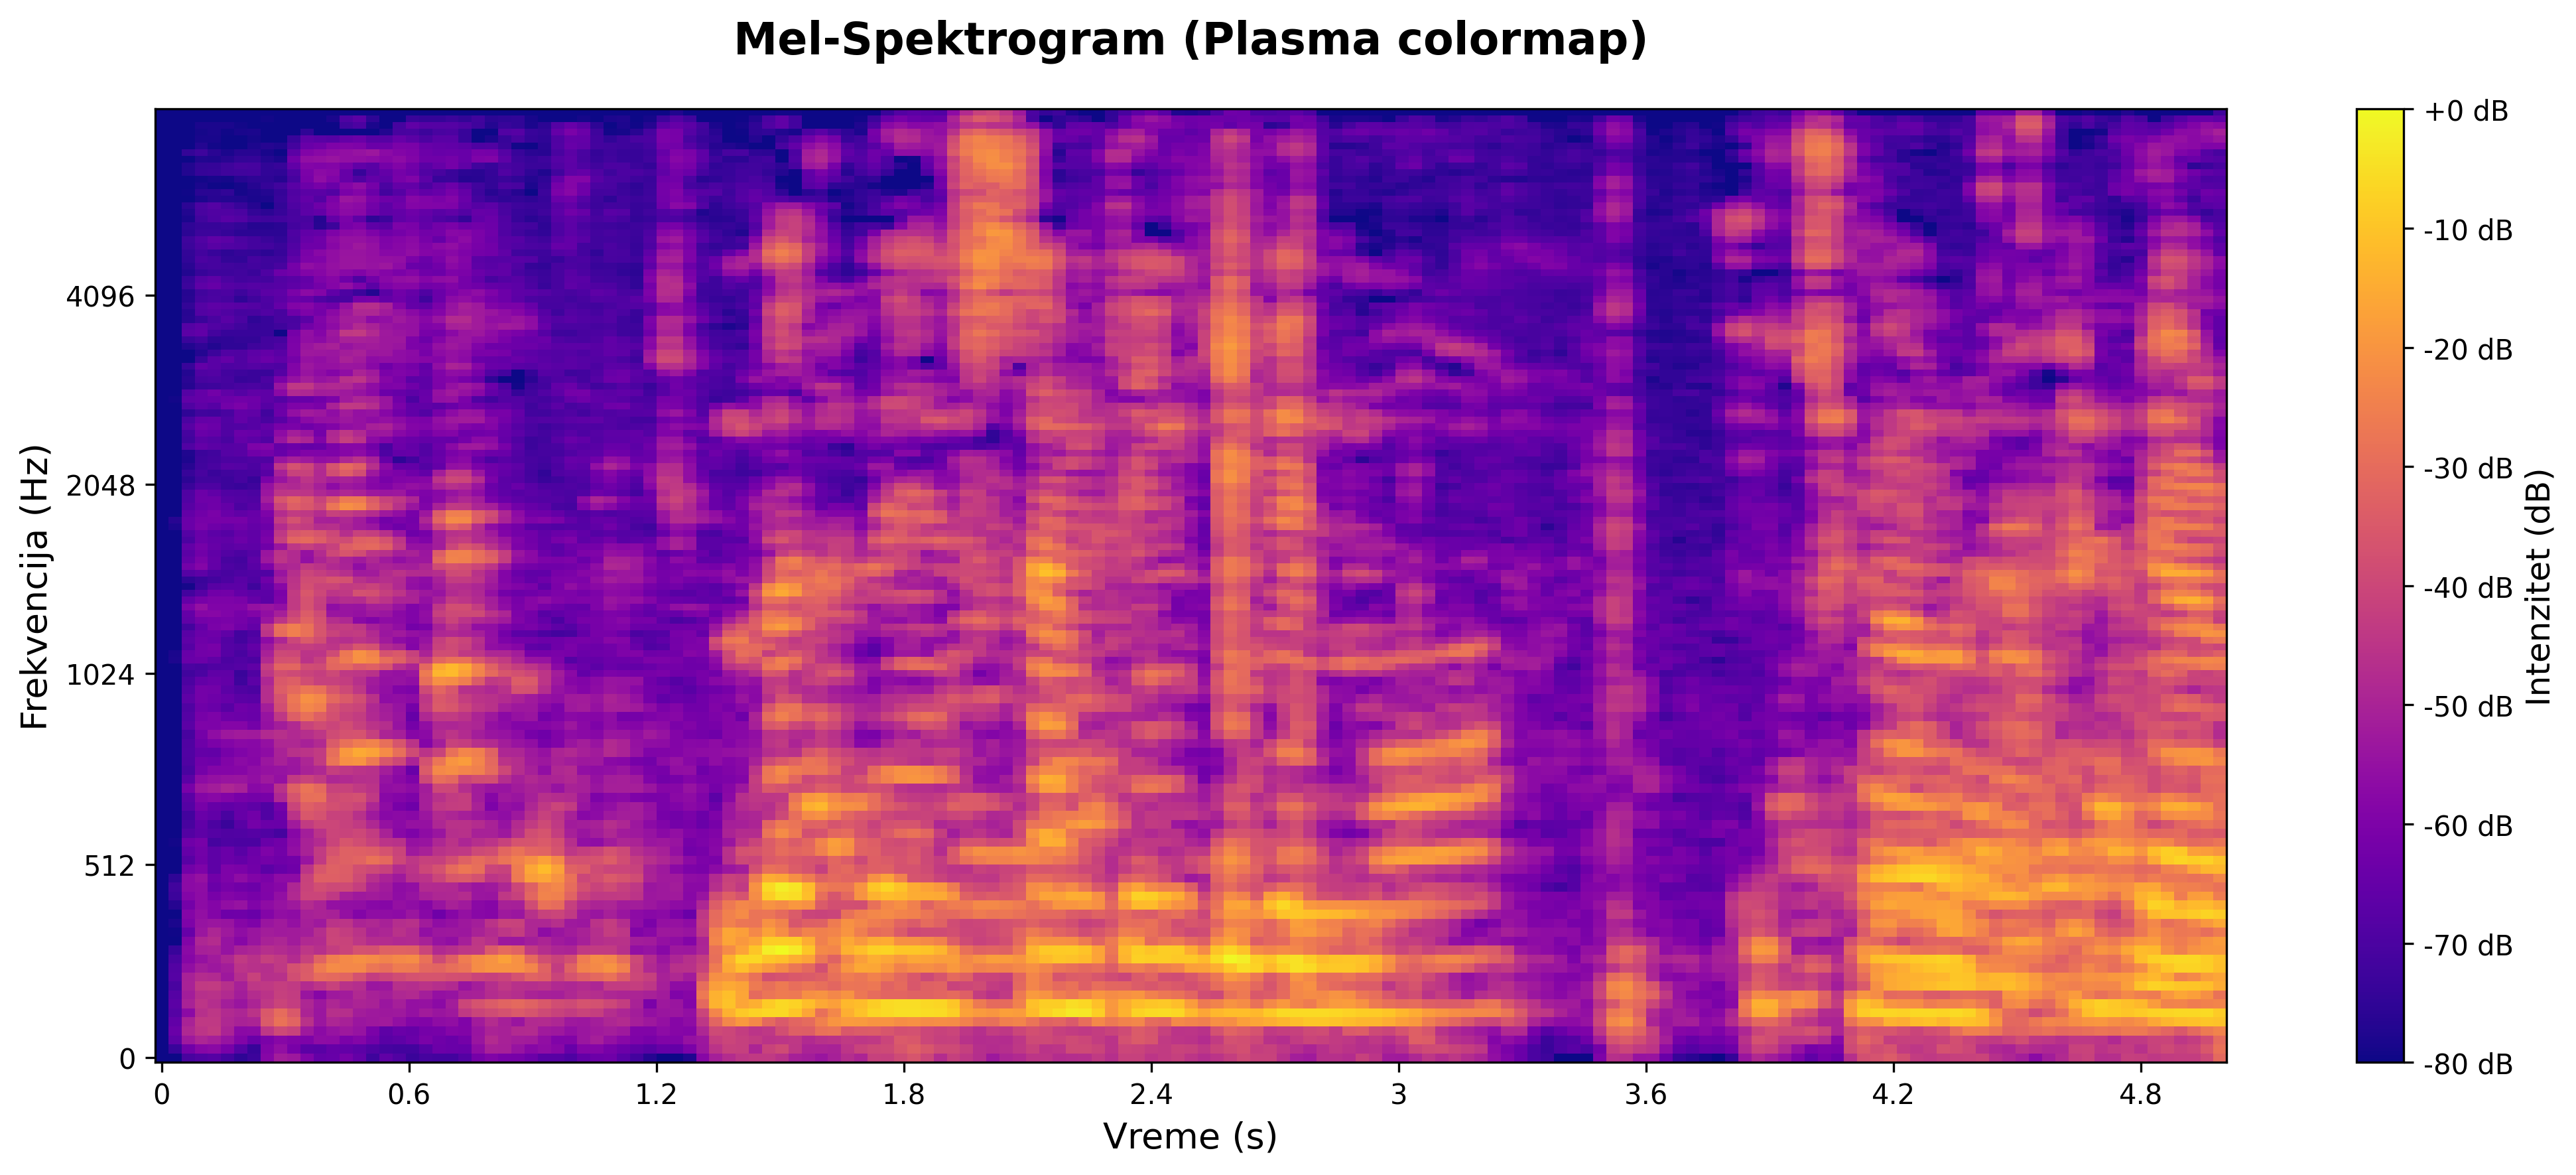 Mel-Spektrogram (Plasma colormap)
Frekvencija (Hz)
4096
2048
1024
512
0
0 0.6 1.2 1.8 2.4 3 3.6 4.2 4.8
Vreme (s)
+0 dB
-10 dB
-20 dB
-30 dB
-40 dB
-50 dB
-60 dB
-70 dB
-80 dB
Intenzitet (dB)